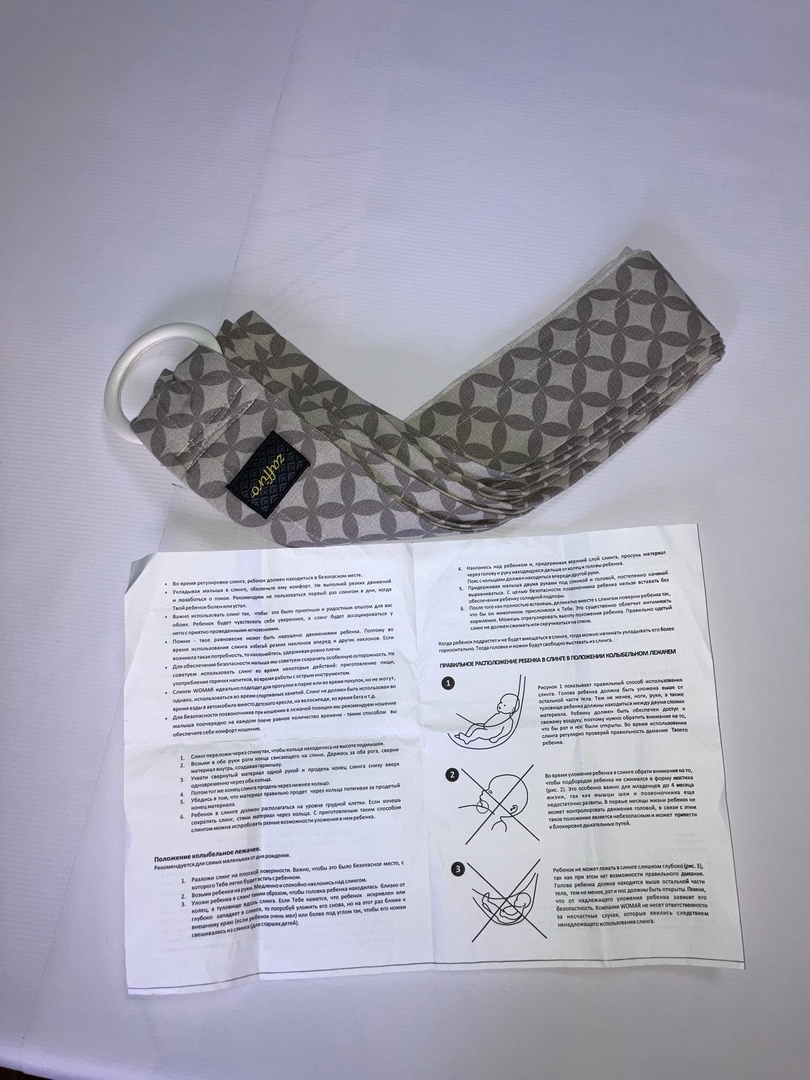 zaffiro
Во время регулировки слинга, ребенок должен находиться в безопасном месте.
Укладывая малыша в слинге, обеспечьте ему комфорт. Не выполняй резких движений
и позаботься о покое. Рекомендуем не пользоваться первый раз слингом в дни, когда
Твой ребенок болен или устал.
Важно использовать слинг так, чтобы это было приятным и радостным опытом для вас
обоих. Ребенок будет чувствовать себя увереннее, а слинг будет ассоциироваться у
него с приятно проведенными мгновениями.
Помни - твое равновесие может быть нарушено движениями ребенка. Поэтому во
время использования слинга избегай резких наклонов вперед и ровно других наклонов. Если
возникла такая потребность, то наклоняйся, удерживая ровно плечи.
Для обеспечения безопасности малыша мы советуем сохранять особенную осторожность. Не
советуем использовать слинг во время некоторых действий: приготовление пищи,
употребление горячих напитков, во время работы с острым инструментом.
Слинги WOMAR идеально подходят для прогулки в парке или во время покупок, но не могут,
однако, использоваться во время спортивных занятий. Слинг не должен быть использован во
время езды в автомобиле вместо детского кресла, на велосипеде, во время бега и т.д.
Для безопасности позвоночника при ношении в лежачей позиции мы рекомендуем ношение
малыша поочередно на каждом плече равное количество времени - таким способом вы
обеспечите себе комфорт ношения.
1. Слинг переложи через спину так, чтобы кольца находились на высоте подмышки.
2. Возьми в обе руки рога конца свисающего на спине. Держась за оба рога, сверни
материал внутрь, создавая гармошку.
3. Ухвати свернутый материал одной рукой и продень конец слинга снизу вверх
одновременно через оба кольца.
4. Потом тот же конец слинга продень через нижнее кольцо.
5. Убедись в том, что материал правильно продет через кольца потягивая за продетый
конец материала.
6. Ребенок в слинге должен располагаться на уровне грудной клетки. Если хочешь
сократить слинг, стяни материал через кольца. С приготовленным таким способом
слингом можешь испробовать разные возможности уложения в нем ребенка.
Положение колыбельное лежачее.
Рекомендуется для самых маленьких от дня рождения.
1. Разложи слинг на плоской поверхности. Важно, чтобы это было безопасное место, с
которого Тебе легко будет встать с ребенком.
2. Возьми ребенка на руки. Медленно и спокойно наклонись над слингом.
3. Уложи ребенка в слинг таким образом, чтобы головка ребенка находилась близко от
колец, а туловище вдоль слинга. Если Тебе кажется, что ребенок искривлен или
глубоко западает в слинге, то попробуй уложить его снова, но на этот раз ближе к
внешнему краю (если ребенок очень мал) или более под углом так, чтобы его ножки
свешивались из слинга (для старших детей).
4. Наклонись над ребенком и, придерживая верхний слой слинга, просунь материал
через голову и руку находящуюся дальше от колец и головы ребенка.
Пояс с кольцами должен находиться впереди другой руки.
5. Придерживая малыша двумя руками под спинкой и головой, постепенно начинай
выравниваться. С целью безопасности позвоночника ребенка нельзя вставать без
обеспечения ребенку солидной подпоры.
6. После того как полностью встанешь, деликатно вместе с слингом поверни ребенка так,
что бы он животиком прислонился о Тебе. Это существенно облегчит интимность
кормления. Можешь отрегулировать высоту положения ребенка. Правильно одетый
слинг не должен сжимать или скручиваться на спине.
Когда ребенок подрастет и не будет вмещаться в слинге, тогда можно начинать укладывать его более
горизонтально. Тогда головка и ножки будут свободно выставать из слинга.
ПРАВИЛЬНОЕ РАСПОЛОЖЕНИЕ РЕБЕНКА В СЛИНГЕ В ПОЛОЖЕНИИ КОЛЫБЕЛЬНОМ ЛЕЖАЧЕМ
1
Рисунок 1 показывает правильный способ использования
слинга. Голова ребенка должна быть уложена выше от
остальной части тела. Тем не менее, ноги, руки, а также
туловище ребенка должны находиться между двумя слоями
материала. Ребенку должен быть обеспечен доступ к
свежему воздуху, поэтому нужно обратить внимание на то,
что бы рот и нос были открыты. Во время использования
слинга регулярно проверяй правильность дыхания Твоего
ребенка.
2
Во время уложения ребенка в слинге обрати внимание на то,
чтобы подбородок ребенка не сжинался в форму мостика
(рис. 2). Это особенно важно для младенцев до 4 месяца
жизни, так как мышцы шеи и позвоночника еще
недостаточно развиты. В первые месяцы жизни ребенок не
может контролировать движения головой, в связи с этим
такое положение является небезопасным и может привести
к блокировке дыхательных путей.
3
Ребенок не может лежать в слинге слишком глубоко (рис. 3),
так как при этом нет возможности правильного дыхания.
Голова ребенка должна находится выше остальной части
тела, тем не менее, рот и нос должны быть открыты. Помни,
что от надлежащего уложения ребенка зависит его
безопасность. Компания WOMAR не несет ответственности
за несчастные случаи, которые явились следствием
ненадлежащего использования слинга.